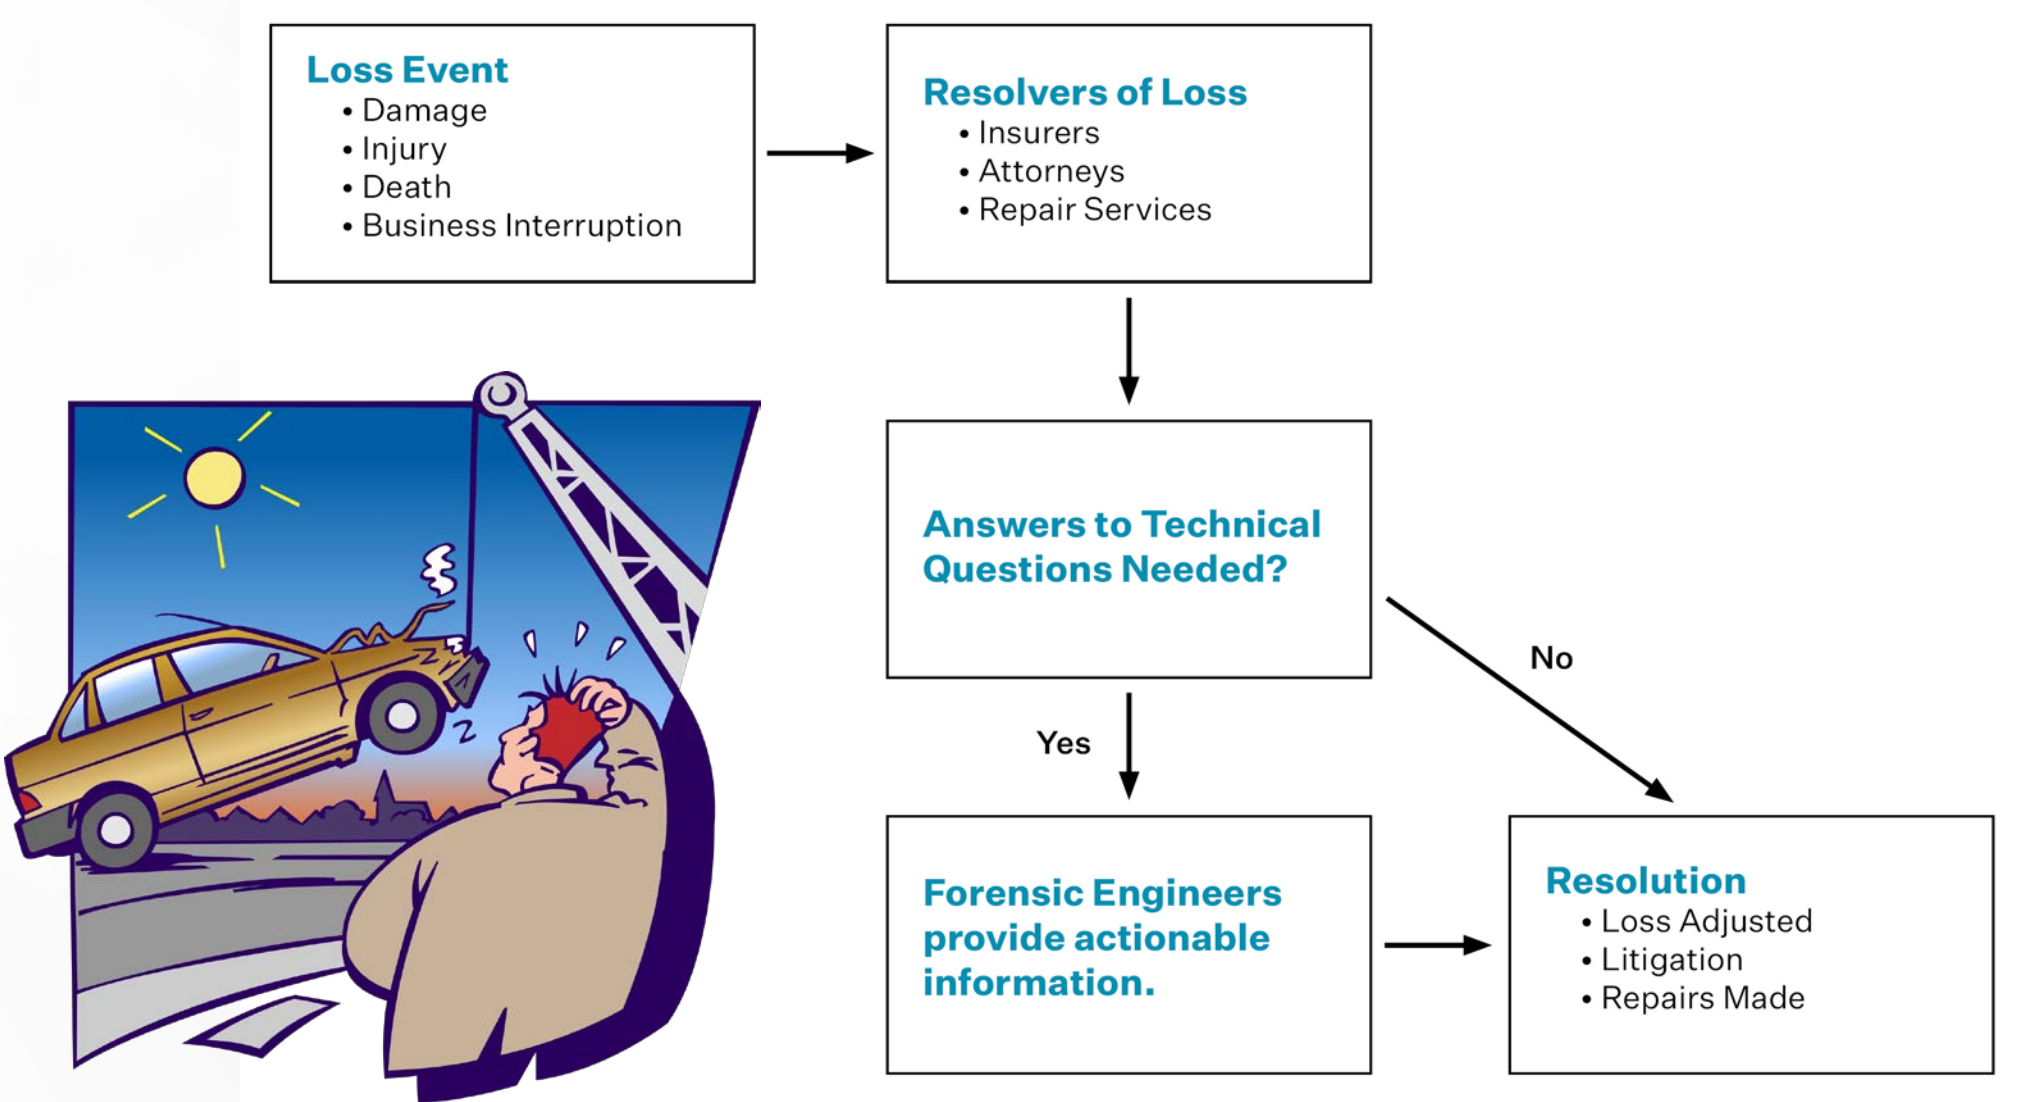 Loss Event
• Damage
• Injury
• Death
• Business Interruption
Resolvers of Loss
• Insurers
• Attorneys
• Repair Services
Answers to Technical
Questions Needed?
No
Yes
Forensic Engineers
provide actionable
information.
Resolution
• Loss Adjusted
• Litigation
• Repairs Made